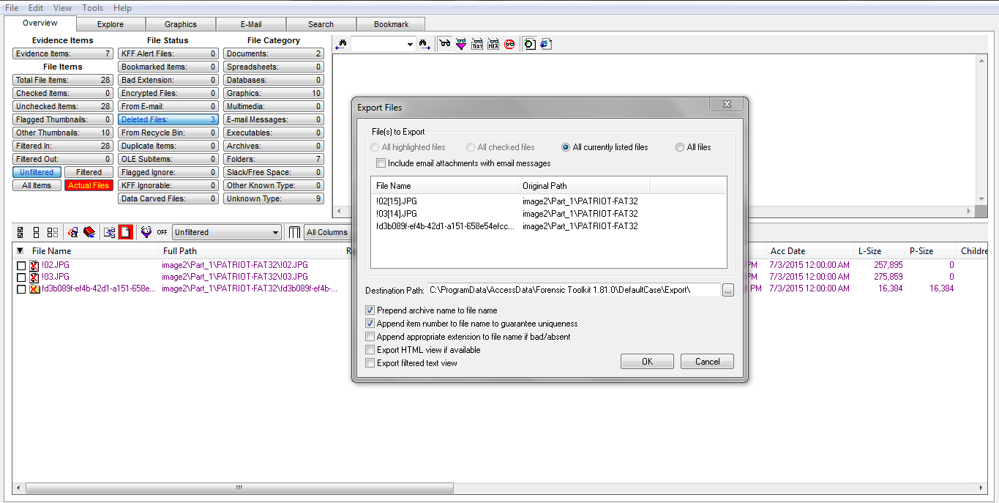 File Edit View Tools Help
Overview Explore Graphics E-Mail Search Bookmark
Evidence Items File Status File Category
Evidence Items: 7 KFF Alert Files: 0 Documents: 2
File Items Bookmarked Items: 0 Spreadsheets: 0
Total File Items: 28 Bad Extension: 0 Databases: 0
Checked Items: 0 Encrypted Files: 0 Graphics: 10
Unchecked Items: 28 From E-mail: 0 Multimedia: 0
Flagged Thumbnails: 0 Deleted Files: 3 E-mail Messages: 0
Other Thumbnails: 10 From Recycle Bin: 0 Executables: 0
Filtered In: 28 Duplicate Items: 0 Archives: 0
Filtered Out: 0 OLE Subitems: 0 Folders: 7
Unfiltered Filtered Flagged Ignore: 0 Slack/Free Space: 0
All Items Actual Files KFF Ignorable: 0 Other Known Type: 0
Data Carved Files: 0 Unknown Type: 9
TEXT HEX
Export Files
File(s) to Export
All highlighted files All checked files All currently listed files All files
Include email attachments with email messages
File Name Original Path
!02[15].JPG image2\Part_1\PATRIOT-FAT32
!03[14].JPG image2\Part_1\PATRIOT-FAT32
fd3b089f-ef4b-42d1-a151-658e54efcc... image2\Part_1\PATRIOT-FAT32
Destination Path: C:\ProgramData\AccessData\Forensic Toolkit 1.81.0\DefaultCase\Export\ ...
Prepend archive name to file name
Append item number to file name to guarantee uniqueness
Append appropriate extension to file name if bad/absent
Export HTML view if available
Export filtered text view
OK Cancel
OFF Unfiltered All Columns
File Name Full Path R Acc Date L-Size P-Size Childre
!02.JPG image2\Part_1\PATRIOT-FAT32\!02.JPG PM 7/3/2015 12:00:00 AM 257,895 0
!03.JPG image2\Part_1\PATRIOT-FAT32\!03.JPG PM 7/3/2015 12:00:00 AM 275,859 0
fd3b089f-ef4b-42d1-a151-658e... image2\Part_1\PATRIOT-FAT32\fd3b089f-ef4b-... PM 7/3/2015 12:00:00 AM 16,384 16,384